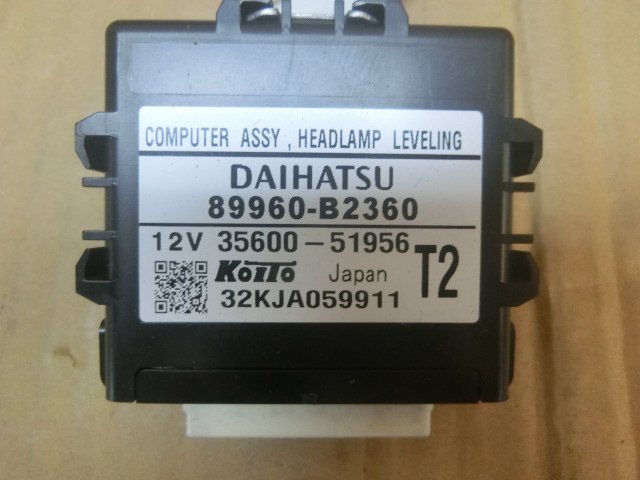 COMPUTER ASSY , HEADLAMP LEVELING
DAIHATSU
89960-B2360
12V 35600-51956
KOITO Japan T2
32KJA059911